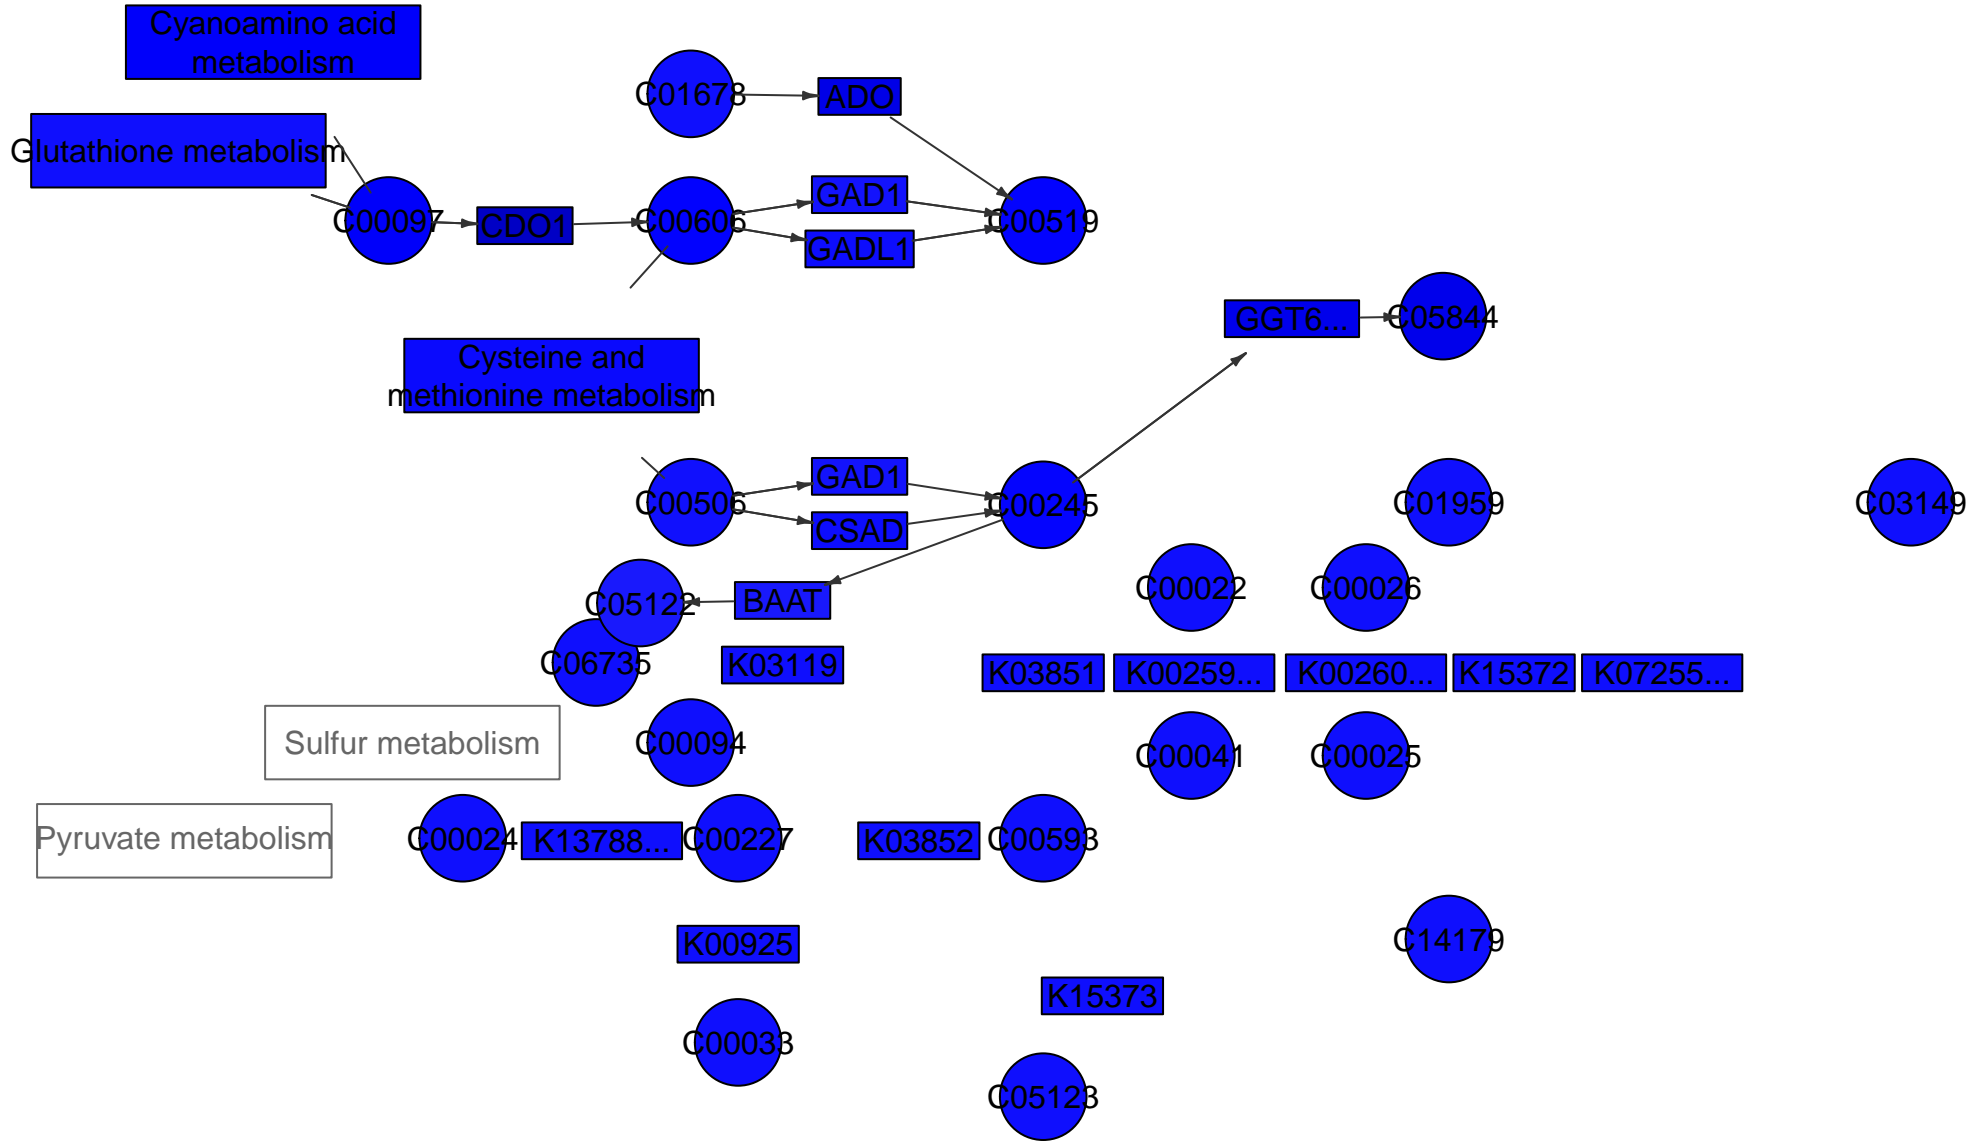 Cyanoamino acid
metabolism
C01678
ADO
Glutathione metabolism
C00097
CDO1
C00606
GAD1
GADL1
C00519
GGT6...
C05844
Cysteine and
methionine metabolism
C00506
GAD1
CSAD
C00245
C01959
C03149
C05122
BAAT
C00022
C00026
C06735
K03119
K03851
K00259...
K00260...
K15372
K07255...
Sulfur metabolism
C00094
C00041
C00025
Pyruvate metabolism
C00024
K13788...
C00227
K03852
C00593
K00925
C14179
K15373
C00033
C05123